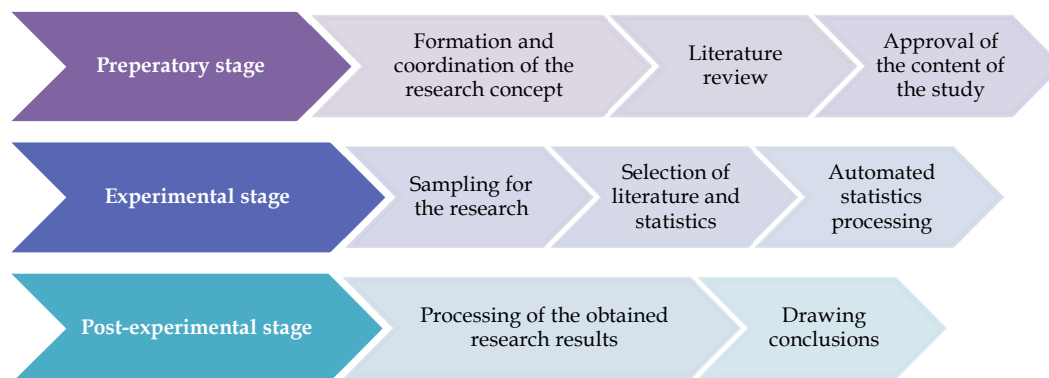 Preperatory stage
Formation and
coordination of the
research concept
Literature
review
Approval of
the content of
the study
Experimental stage
Sampling for
the research
Selection of
literature and
statistics
Automated
statistics
processing
Post-experimental stage
Processing of the obtained
research results
Drawing
conclusions